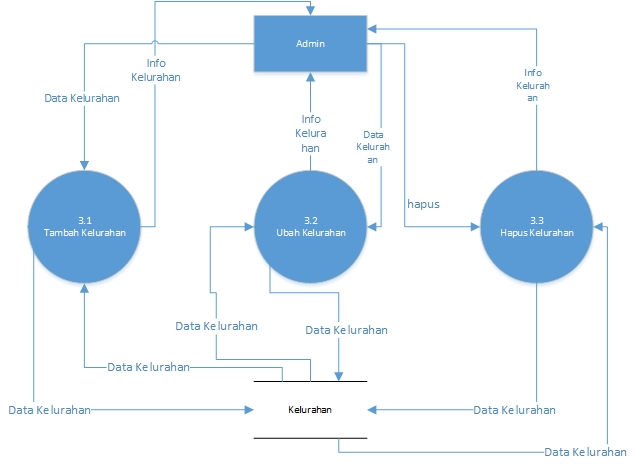 Admin
Info
Kelurahan
Info
Kelurah
an
Data Kelurahan
Info
Kelura
han
Data
Kelurah
an
hapus
3.1
Tambah Kelurahan
3.2
Ubah Kelurahan
3.3
Hapus Kelurahan
Data Kelurahan
Data Kelurahan
Data Kelurahan
Data Kelurahan
Kelurahan
Data Kelurahan
Data Kelurahan